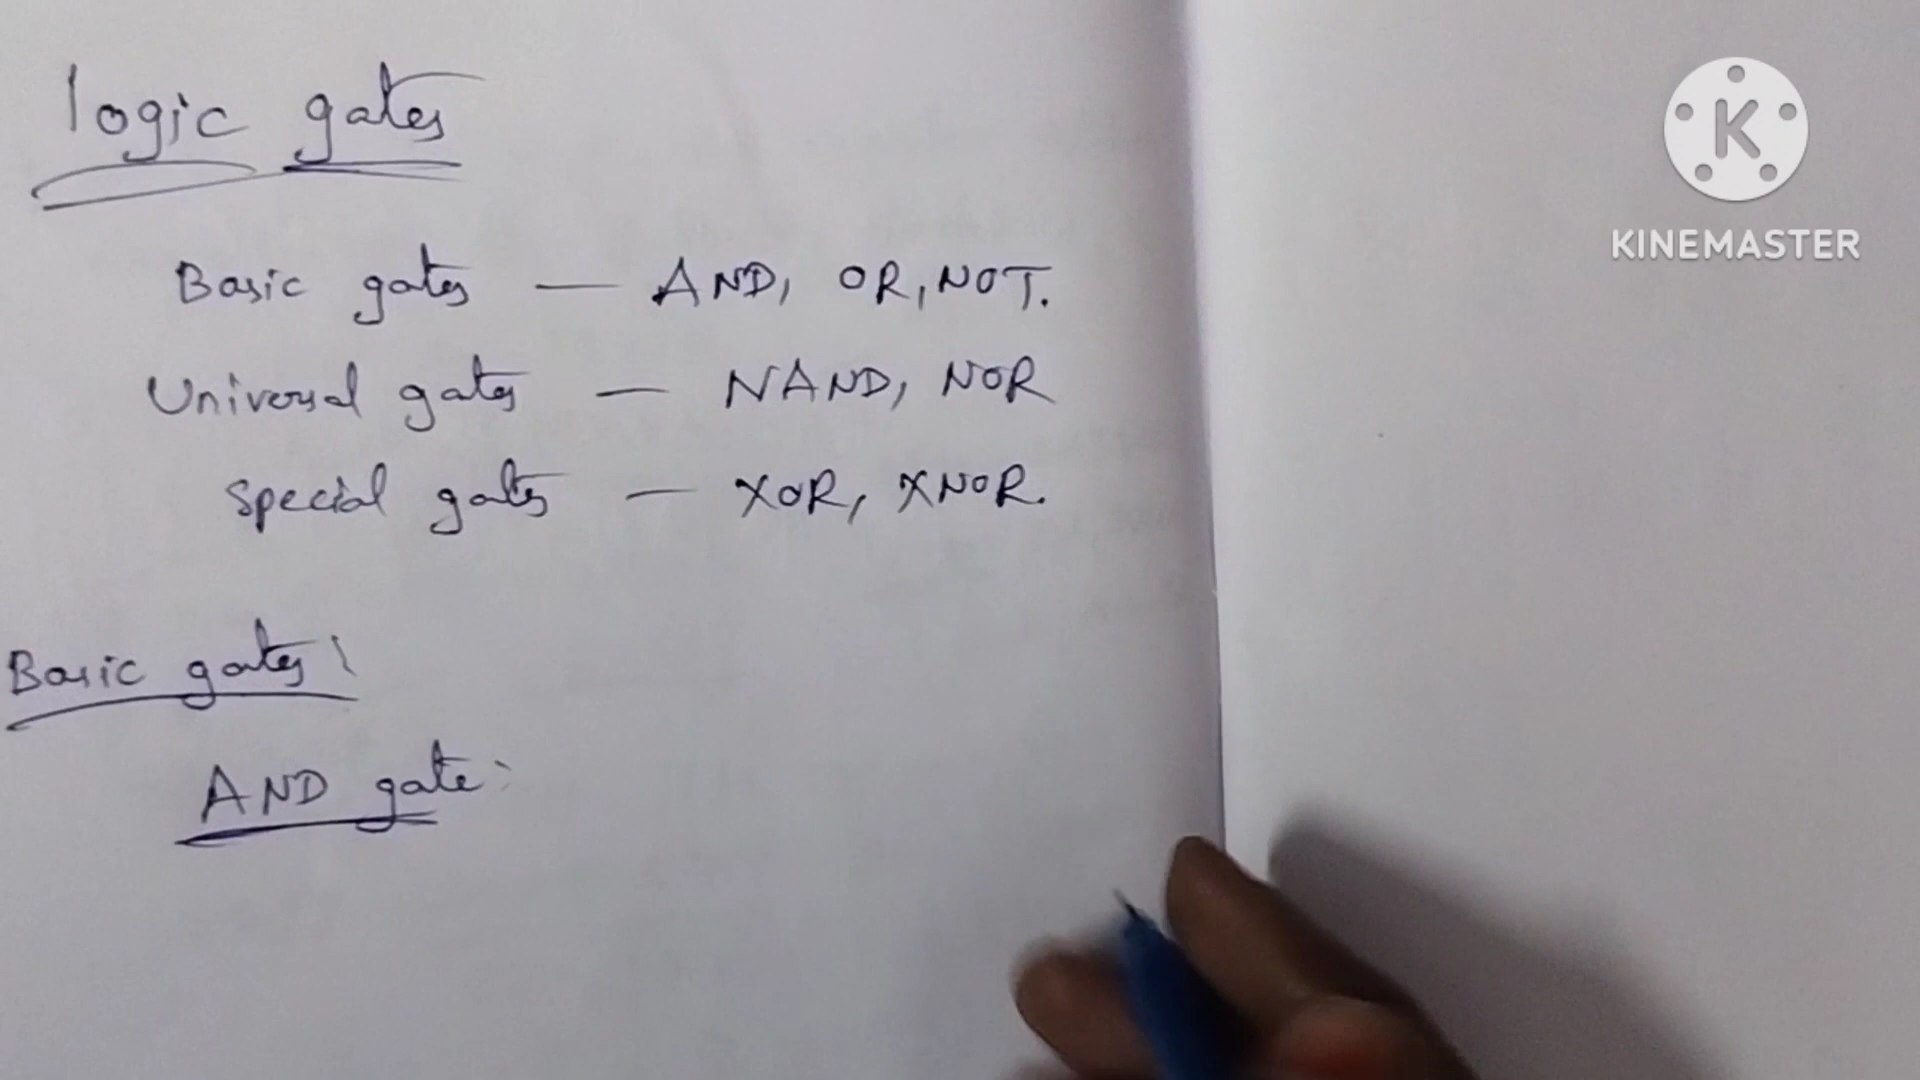 logic gates
Basic gates — AND, OR, NOT.
Universal gates — NAND, NOR
Special gates — XOR, XNOR.
Basic gates:
AND gate:
K
KINEMASTER